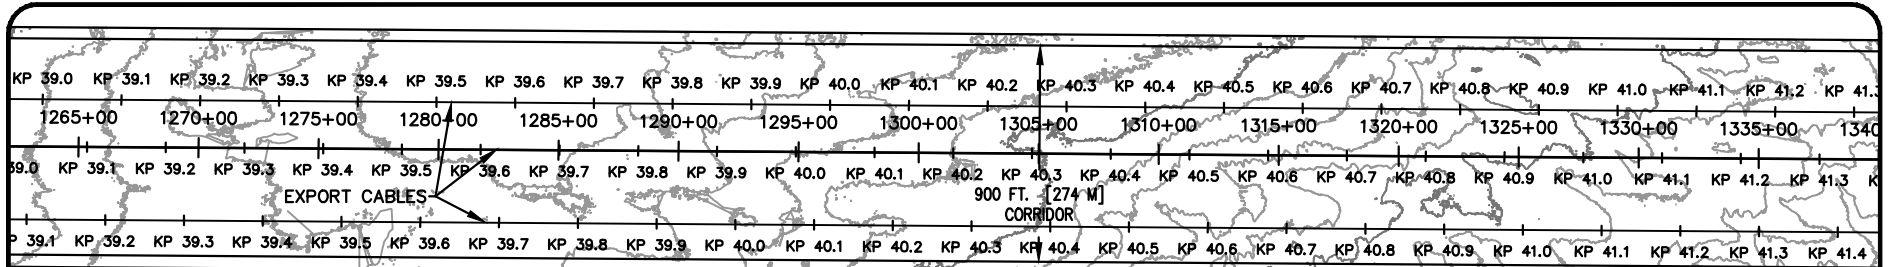 KP 39.0 KP 39.1 KP 39.2 KP 39.3 KP 39.4 KP 39.5 KP 39.6 KP 39.7 KP 39.8 KP 39.9 KP 40.0 KP 40.1 KP 40.2 KP 40.3 KP 40.4 KP 40.5 KP 40.6 KP 40.7 KP 40.8 KP 40.9 KP 41.0 KP 41.1 KP 41.2 KP 41.3
1265+00 1270+00 1275+00 1280+00 1285+00 1290+00 1295+00 1300+00 1305+00 1310+00 1315+00 1320+00 1325+00 1330+00 1335+00 1340
39.0 KP 39.1 KP 39.2 KP 39.3 KP 39.4 KP 39.5 KP 39.6 KP 39.7 KP 39.8 KP 39.9 KP 40.0 KP 40.1 KP 40.2 KP 40.3 KP 40.4 KP 40.5 KP 40.6 KP 40.7 KP 40.8 KP 40.9 KP 41.0 KP 41.1 KP 41.2 KP 41.3 K
EXPORT CABLES
900 FT. [274 M]
CORRIDOR
P 39.1 KP 39.2 KP 39.3 KP 39.4 KP 39.5 KP 39.6 KP 39.7 KP 39.8 KP 39.9 KP 40.0 KP 40.1 KP 40.2 KP 40.3 KP 40.4 KP 40.5 KP 40.6 KP 40.7 KP 40.8 KP 40.9 KP 41.0 KP 41.1 KP 41.2 KP 41.3 KP 41.4